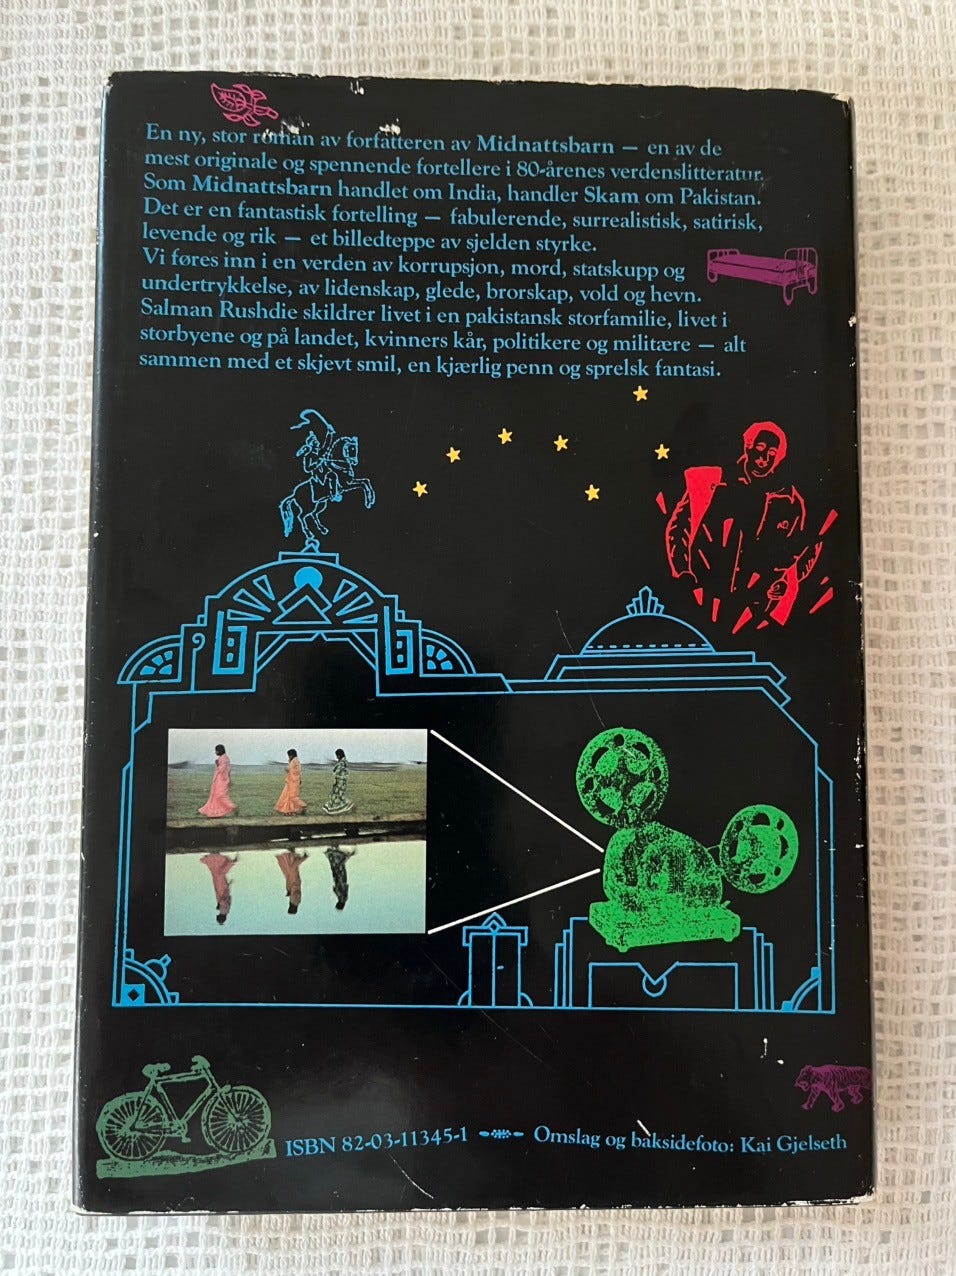 En ny, stor roman av forfatteren av Midnattsbarn — en av de
mest originale og spennende fortellere i 80-årenes verdenslitteratur.
Som Midnattsbarn handlet om India, handler Skam om Pakistan.
Det er en fantastisk fortelling — fabulerende, surrealistisk, satirisk,
levende og rik — et billedteppe av sjelden styrke.
Vi føres inn i en verden av korrupsjon, mord, statskupp og
undertrykkelse, av lidenskap, glede, brorskap, vold og hevn.
Salman Rushdie skildrer livet i en pakistansk storfamilie, livet i
storbyene og på landet, kvinners kår, politikere og militære — alt
sammen med et skjevt smil, en kjærlig penn og sprelsk fantasi.
ISBN 82-03-11345-1 Omslag og baksidefoto: Kai Gjelseth